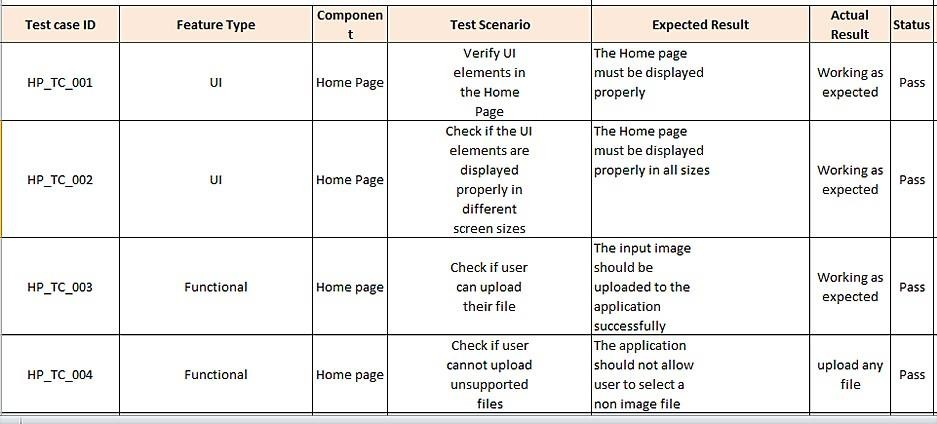 Test case ID Feature Type Componen
t Test Scenario Expected Result Actual
Result Status
HP_TC_001 UI Home Page Verify UI
elements in
the Home
Page The Home page
must be displayed
properly Working as
expected Pass
HP_TC_002 UI Home Page Check if the UI
elements are
displayed
properly in
different
screen sizes The Home page
must be displayed
properly in all sizes Working as
expected Pass
HP_TC_003 Functional Home page Check if user
can upload
their file The input image
should be
uploaded to the
application
successfully Working as
expected Pass
HP_TC_004 Functional Home page Check if user
cannot upload
unsupported
files The application
should not allow
user to select a
non image file upload any
file Pass